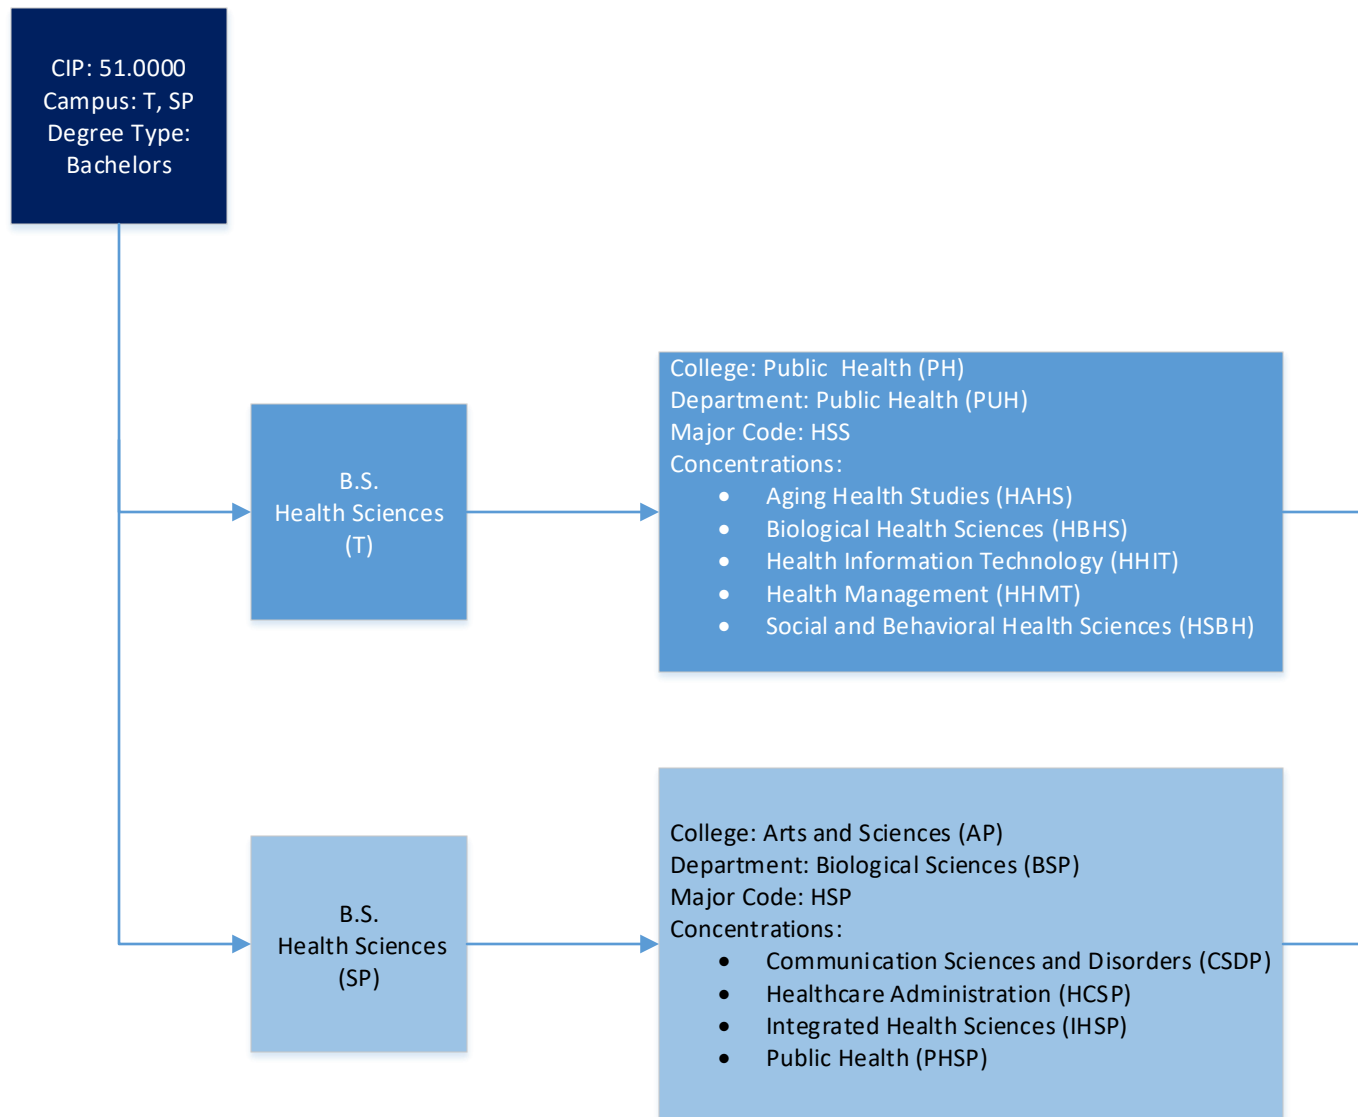 CIP: 51.0000
Campus: T, SP
Degree Type:
Bachelors
B.S.
Health Sciences
(T)
College: Public  Health (PH)
Department: Public Health (PUH)
Major Code: HSS
Concentrations:
• Aging Health Studies (HAHS)
• Biological Health Sciences (HBHS)
• Health Information Technology (HHIT)
• Health Management (HHMT)
• Social and Behavioral Health Sciences (HSBH)
B.S.
Health Sciences
(SP)
College: Arts and Sciences (AP)
Department: Biological Sciences (BSP)
Major Code: HSP
Concentrations:
• Communication Sciences and Disorders (CSDP)
• Healthcare Administration (HCSP)
• Integrated Health Sciences (IHSP)
• Public Health (PHSP)